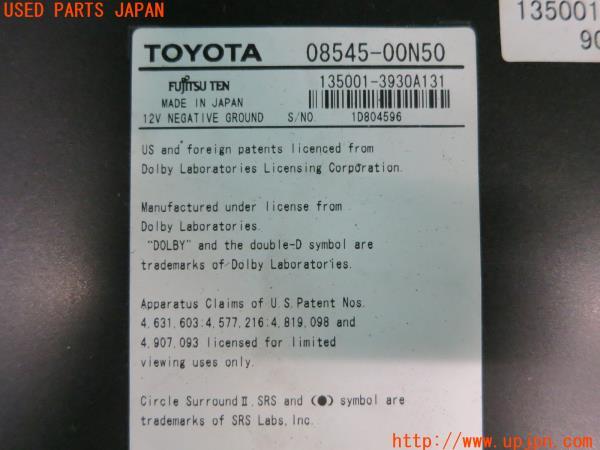 USED PARTS JAPAN
135001
90
TOYOTA 08545-00N50
FUJITSU TEN 135001-3930A131
MADE IN JAPAN
12V NEGATIVE GROUND S/NO. 1D804596
US and foreign patents licenced from
Dolby Laboratories Licensing Corporation.
Manufactured under license from
Dolby Laboratories.
"DOLBY" and the double-D symbol are
trademarks of Dolby Laboratories.
Apparatus Claims of U.S. Patent Nos.
4,631,603;4,577,216;4,819,098 and
4,907,093 licensed for limited
viewing uses only.
Circle Surround II, SRS and (●) symbol are
trademarks of SRS Labs, Inc.
http://www.upjpn.com/